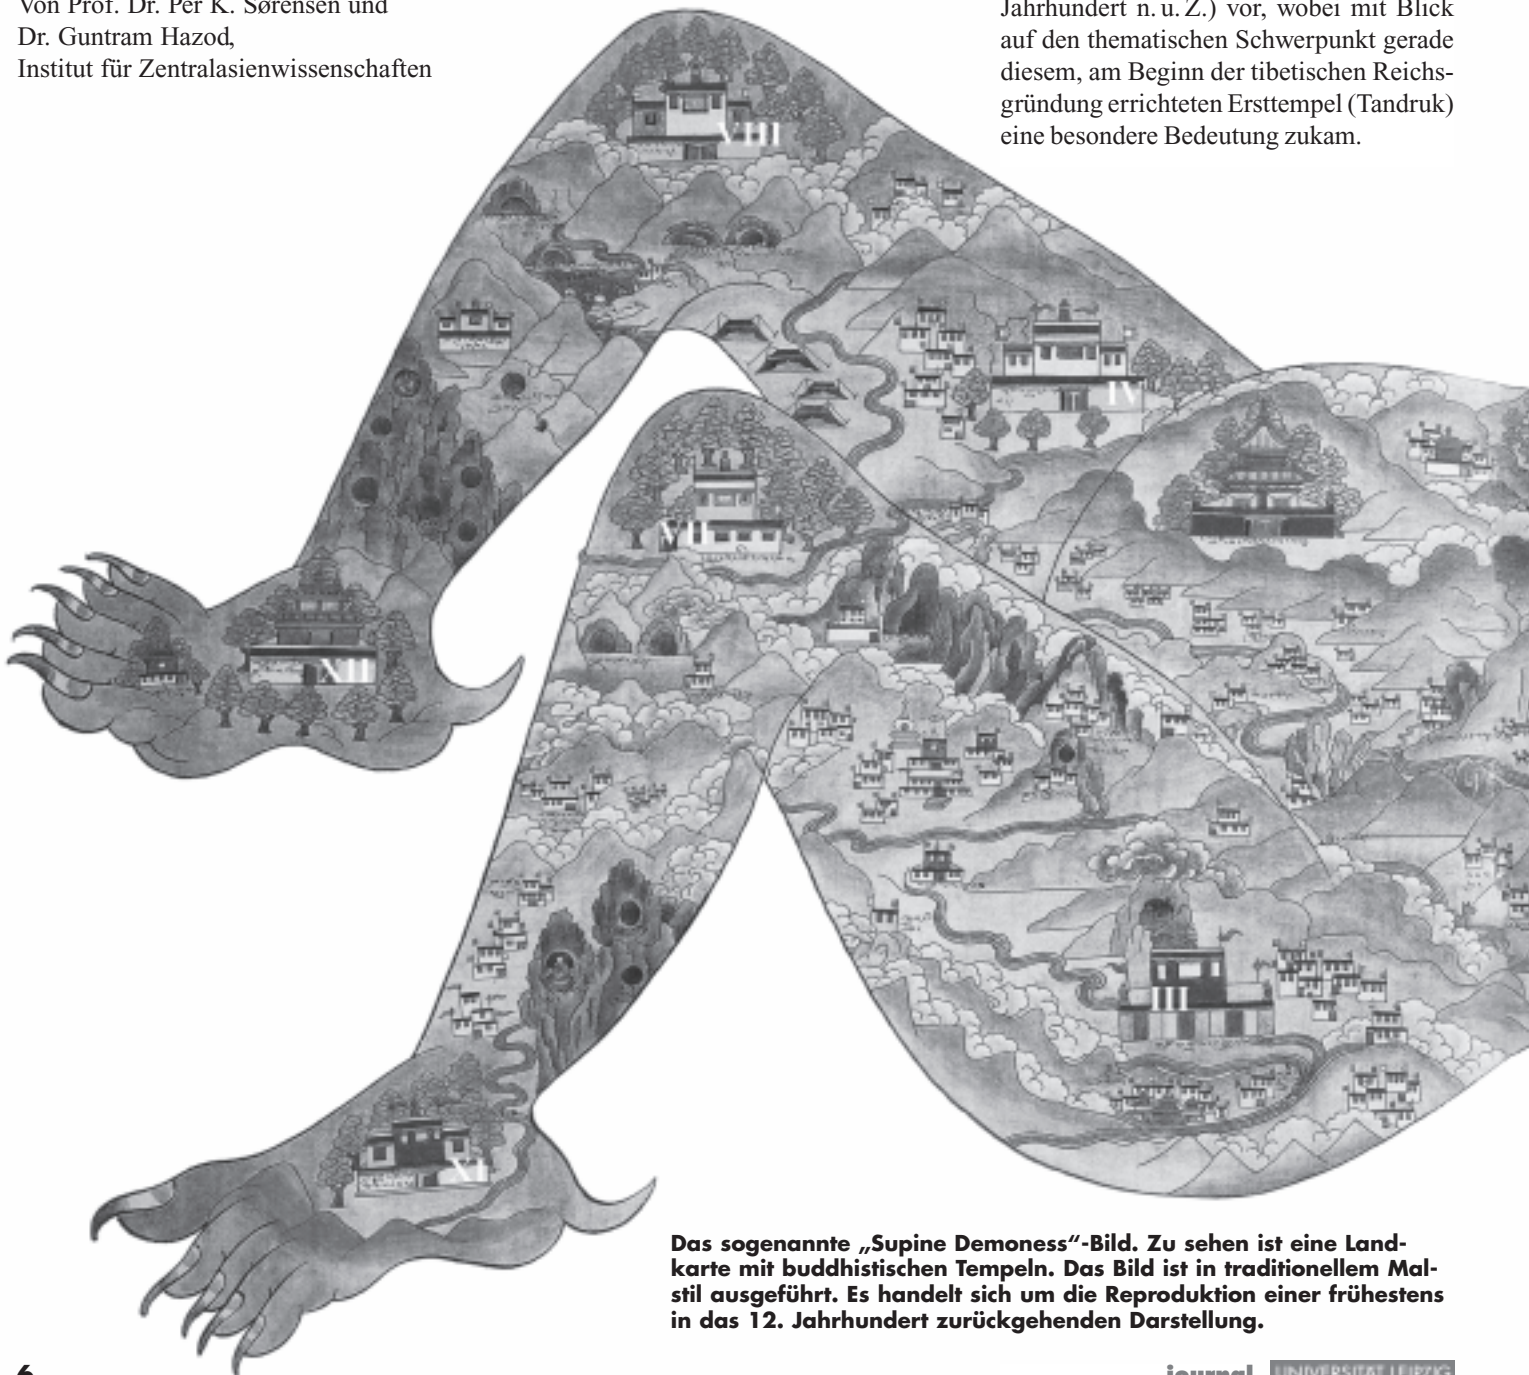 Von Prof. Dr. Per K. Sørensen und
Dr. Guntram Hazod,
Institut für Zentralasienwissenschaften
Jahrhundert n. u. Z.) vor, wobei mit Blick
auf den thematischen Schwerpunkt gerade
diesem, am Beginn der tibetischen Reichs-
gründung errichteten Ersttempel (Tandruk)
eine besondere Bedeutung zukam.
VIII
IV
VII
XII
III
XI
Das sogenannte „Supine Demoness“-Bild. Zu sehen ist eine Land-
karte mit buddhistischen Tempeln. Das Bild ist in traditionellem Mal-
stil ausgeführt. Es handelt sich um die Reproduktion einer frühestens
in das 12. Jahrhundert zurückgehenden Darstellung.
6
journal UNIVERSITÄT LEIPZIG